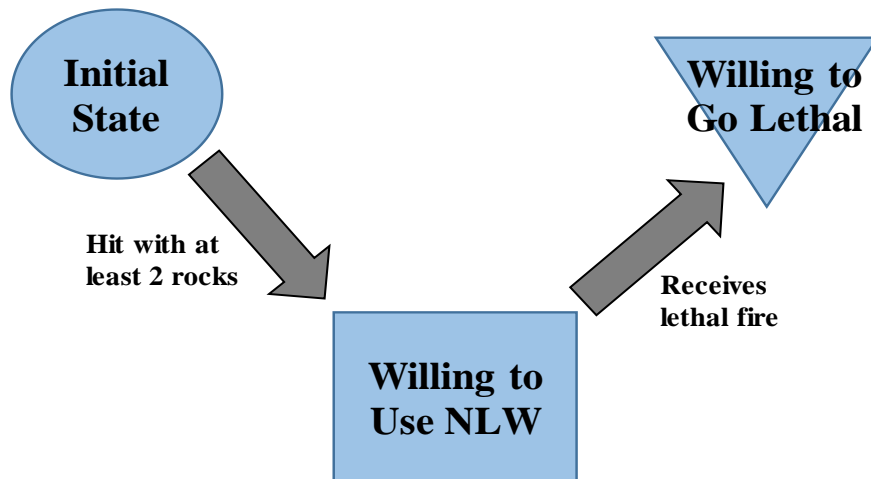 Initial
State
Willing to
Go Lethal
Hit with at
least 2 rocks
Receives
lethal fire
Willing to
Use NLW